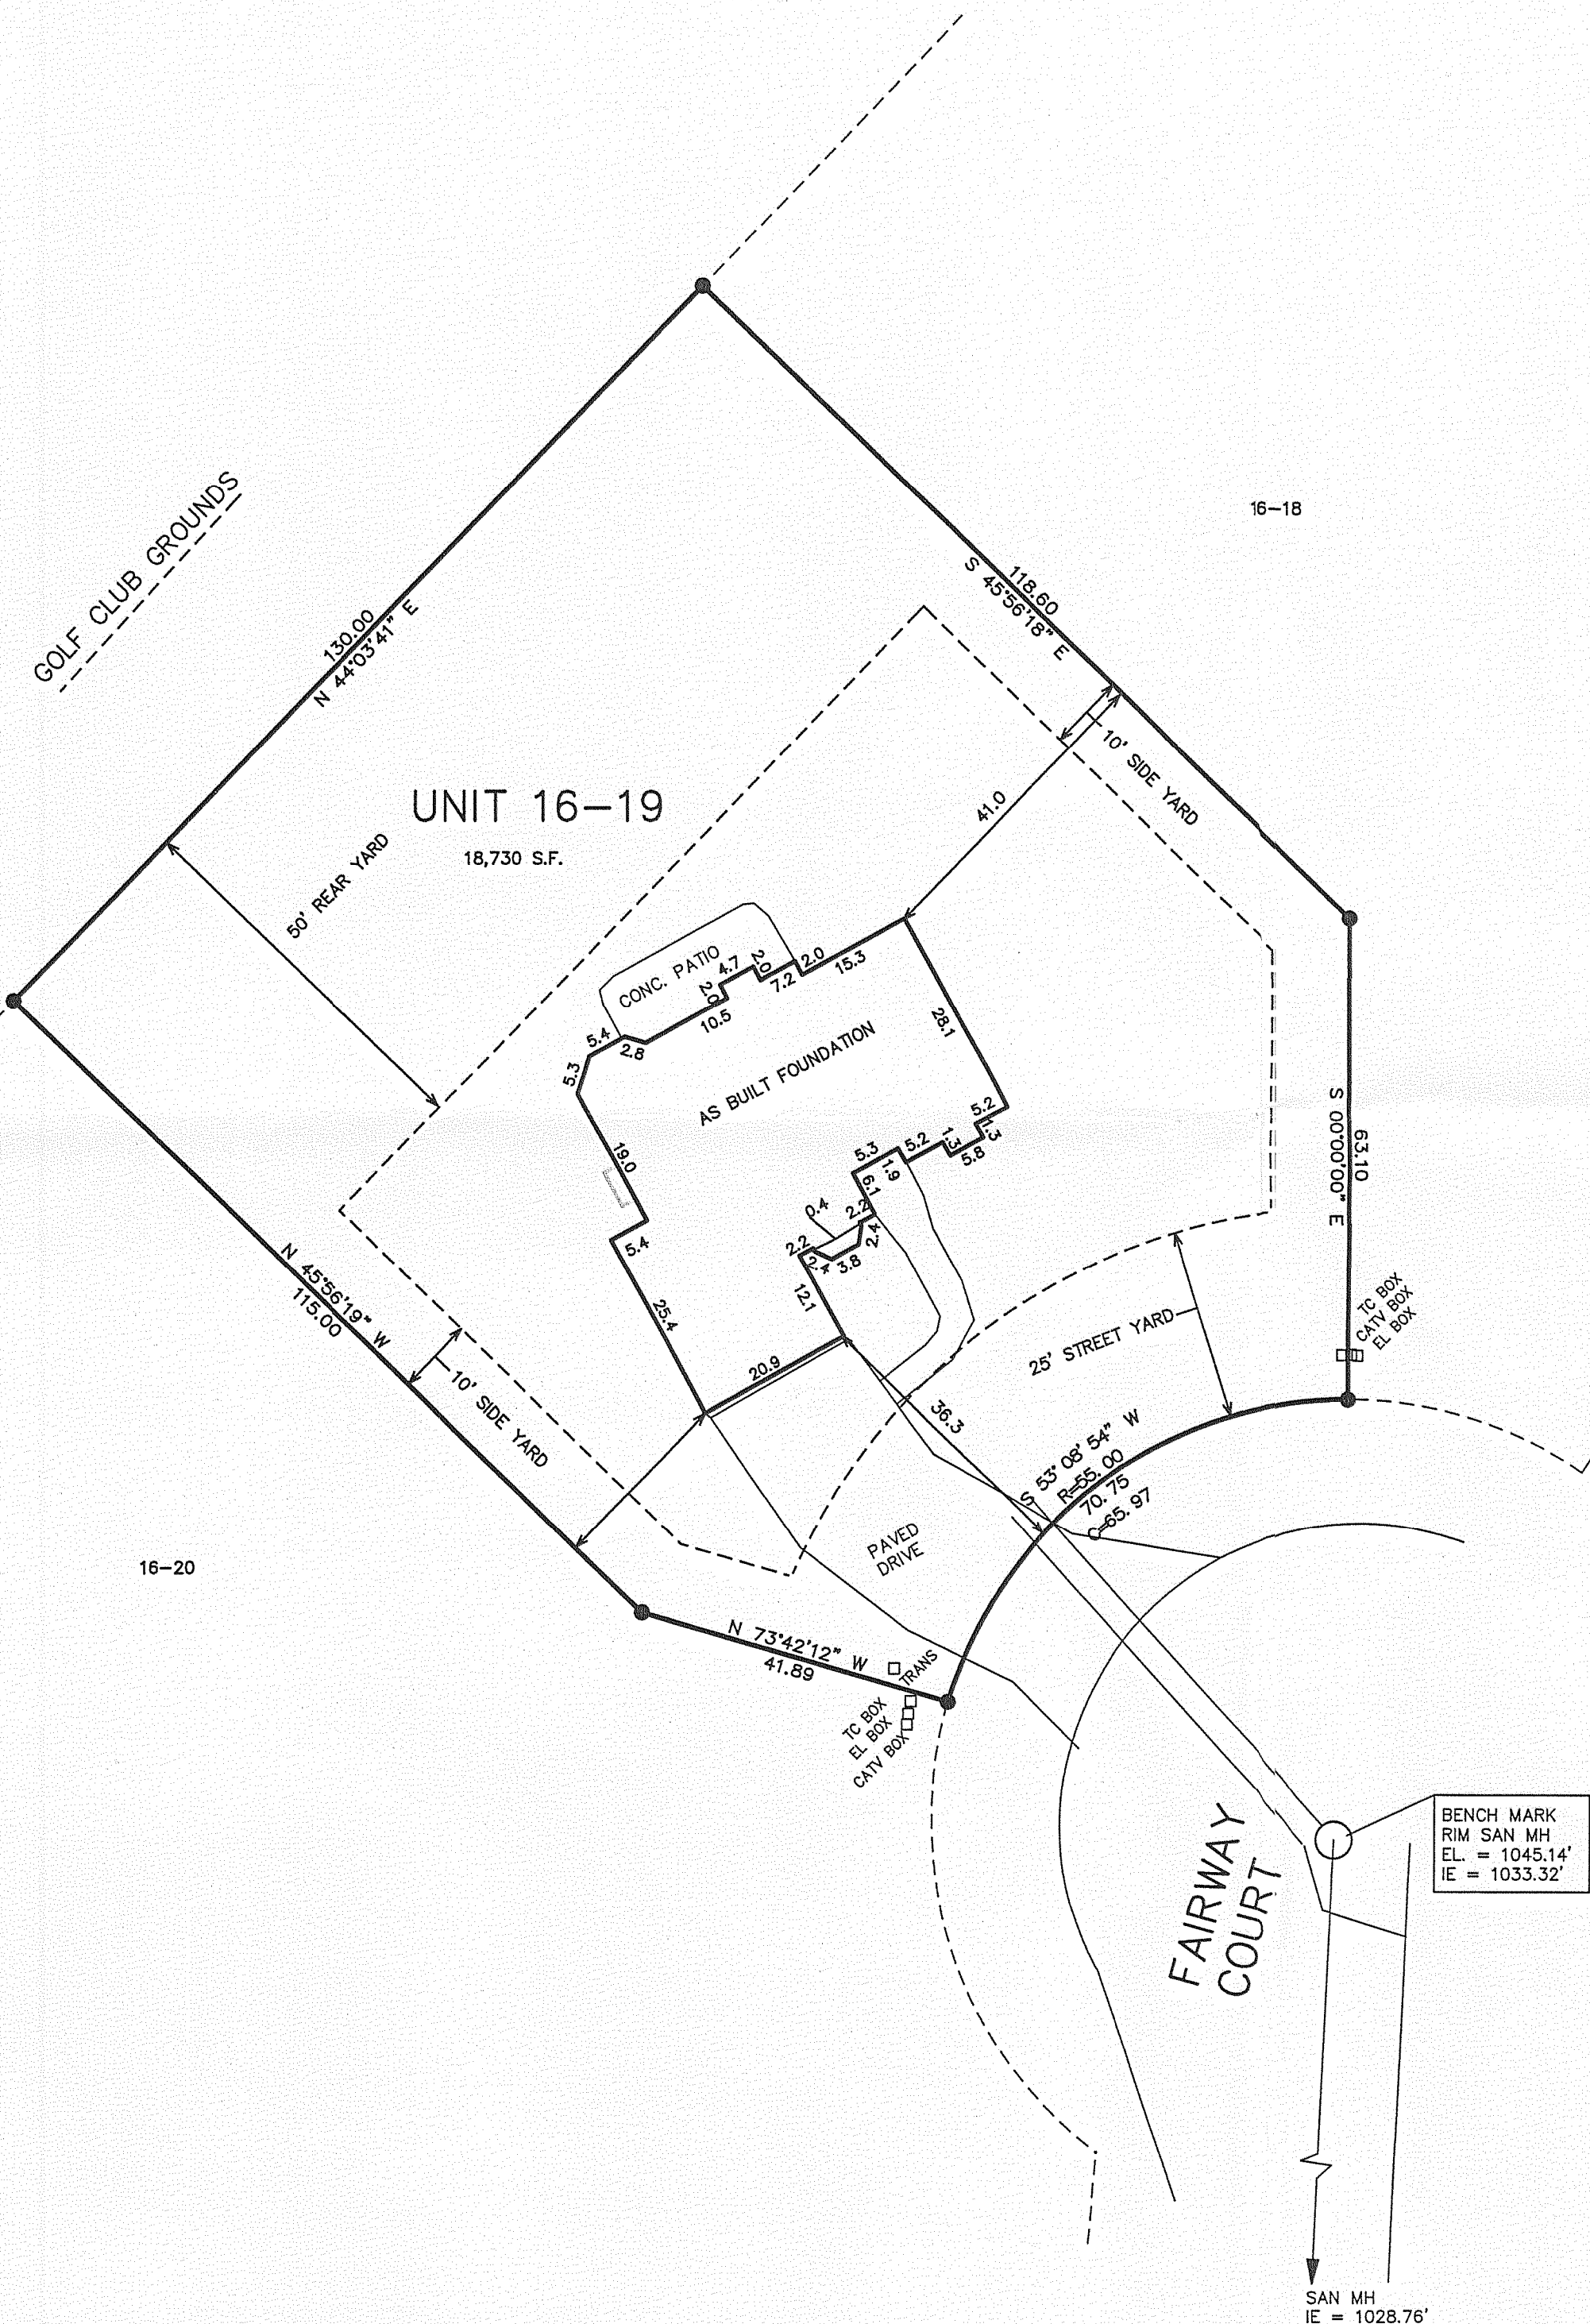 GOLF CLUB GROUNDS
16-18
130.00
N 44°03'41" E
118.60
S 45°56'18" E
10' SIDE YARD
41.0
UNIT 16-19
18,730 S.F.
50' REAR YARD
CONC. PATIO
4.7
2.0
2.0
7.2
2.0
15.3
10.5
5.4
2.8
5.3
28.1
AS BUILT FOUNDATION
19.0
5.2
1.3
5.8
1.3
5.2
5.3
1.9
6.1
0.4
2.2
2.4
3.8
2.4
2.2
12.1
5.4
25.4
20.9
63.10
S 00°00'00" E
TC BOX
CATV BOX
EL BOX
25' STREET YARD
36.3
S 53° 08' 54" W
R=55.00
70.75
C=65.97
N 45°56'19" W
115.00
10' SIDE YARD
PAVED
DRIVE
16-20
N 73°42'12" W
41.89
TRANS
TC BOX
EL BOX
CATV BOX
FAIRWAY
COURT
BENCH MARK
RIM SAN MH
EL. = 1045.14'
IE = 1033.32'
SAN MH
IE = 1028.76'